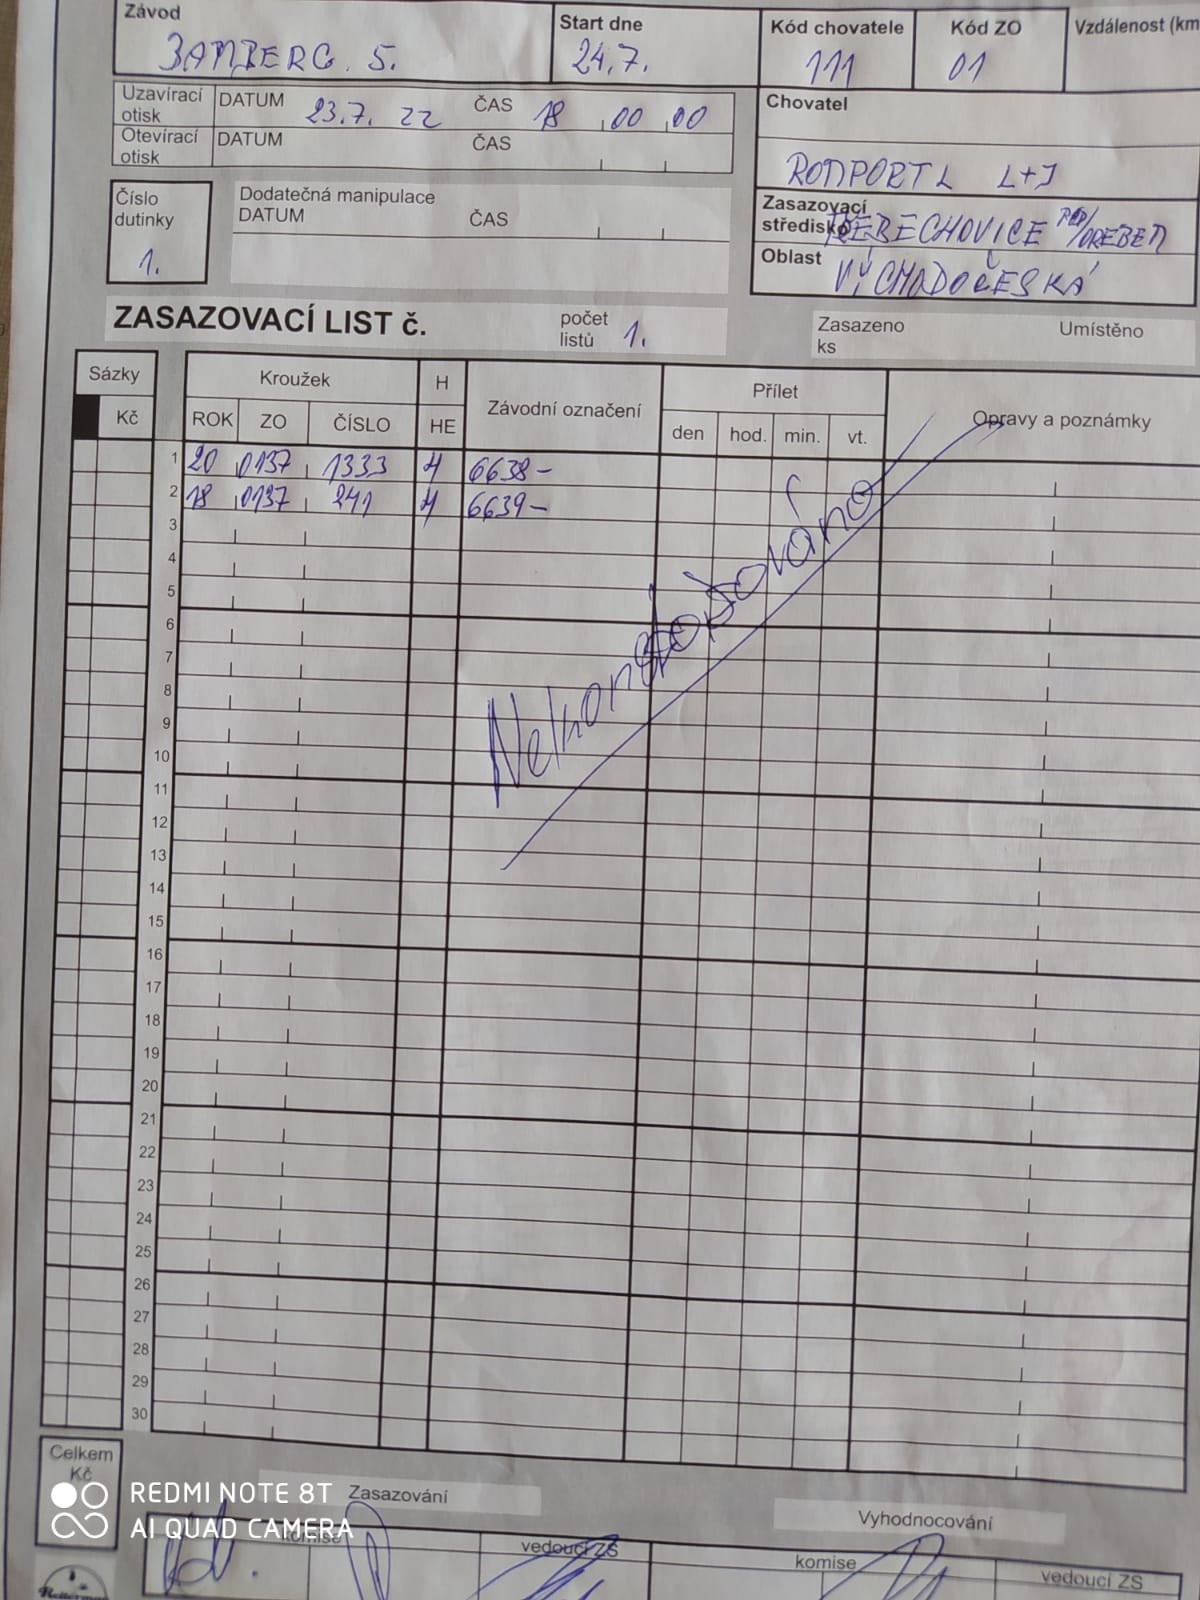 Závod
BAMBERG 5.
Start dne
24.7.
Kód chovatele
111
Kód ZO
01
Vzdálenost (km
Uzavírací otisk DATUM 23.7. 22 ČAS 18 00 00
Otevírací otisk DATUM ČAS
Chovatel
RODPORTL L+J
Číslo dutinky
1.
Dodatečná manipulace
DATUM ČAS
Zasazovací středisko TŘEBECHOVICE POD/OREBEM
Oblast VÝCHODOČESKÁ
ZASAZOVACÍ LIST č.
počet listů 1.
Zasazeno ks
Umístěno
Sázky
Kč
Kroužek
ROK ZO ČÍSLO
H
HE
Závodní označení
Přílet
den hod. min. vt.
Opravy a poznámky
1 20 0137 1333 H 6638-
2 18 0137 241 H 6639-
3
4
5
6
7
8
9
10
11
12
13
14
15
16
17
18
19
20
21
22
23
24
25
26
27
28
29
30
Nekonstatováno
Celkem Kč
REDMI NOTE 8T
AI QUAD CAMERA
Zasazování
komise
vedoucí ZS
Vyhodnocování
komise
vedoucí ZS